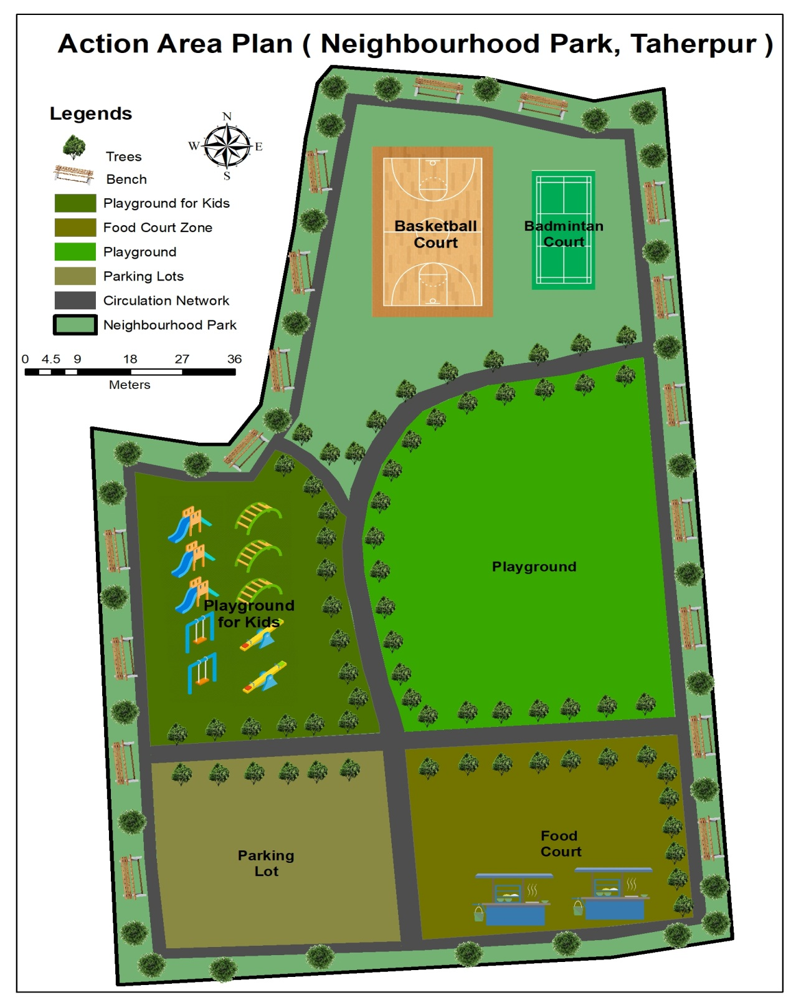 Action Area Plan ( Neighbourhood Park, Taherpur )
Legends
Trees
Bench
Playground for Kids
Food Court Zone
Playground
Parking Lots
Circulation Network
Neighbourhood Park
N
W E
S
0 4.5 9 18 27 36
Meters
Basketball
Court
Badmintan
Court
Playground
Playground
for Kids
Parking
Lot
Food
Court